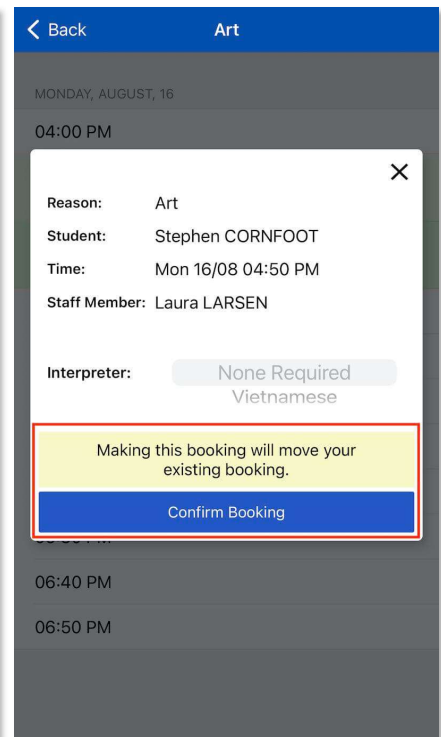 Back
Art
MONDAY, AUGUST, 16
04:00 PM
Reason: Art
Student: Stephen CORNFOOT
Time: Mon 16/08 04:50 PM
Staff Member: Laura LARSEN
Interpreter: None Required
Vietnamese
Making this booking will move your
existing booking.
Confirm Booking
06:40 PM
06:50 PM